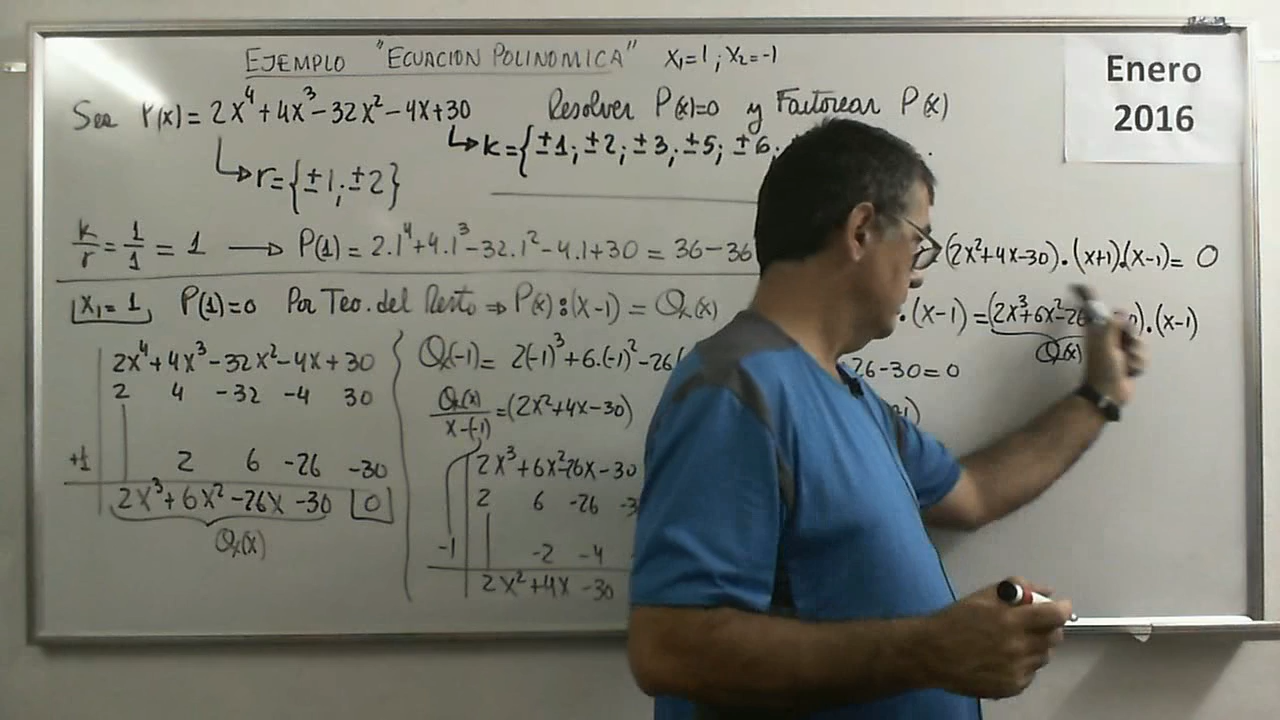 EJEMPLO "ECUACION POLINOMICA" X₁=1 ; X₂=-1
Enero
2016
Sea P(x)= 2X⁴+4X³-32X²-4X+30 Resolver P(x)=0 y Factorear P(x)
↳ r={±1;±2}
↳ k={±1; ±2; ±3; ±5; ±6;
k/r = 1/1 = 1 → P(1)= 2.1⁴+4.1³-32.1²-4.1+30 = 36-36
(2X²+4X-30).(X+1).(X-1)= 0
X₁=1 P(1)=0 Por Teo. del Resto ⇒ P(x):(X-1) = Q(x)
.(X-1) = (2X³+6X²-26 0).(X-1)
Q(x)
2X⁴+4X³-32X²-4X+30
2 4 -32 -4 30
+1 2 6 -26 -30
2X³+6X²-26X-30 0
Q(x)
Q(-1)= 2(-1)³+6.(-1)²-26( 26-30=0
Q(x)/X-(-1) =(2X²+4X-30)
2X³+6X²-26X-30
2 6 -26
-1 -2 -4
2X²+4X -30